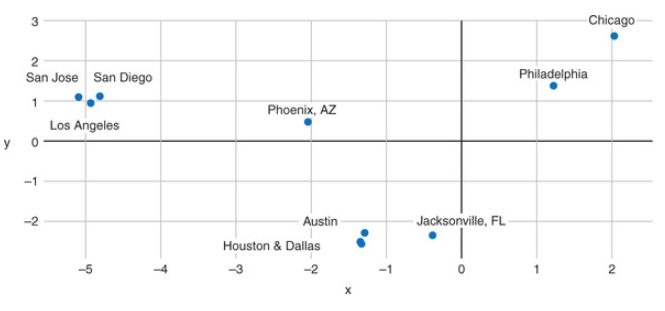 Chicago
3
Philadelphia
2
San Jose San Diego
1
Phoenix, AZ
Los Angeles
y 0
–1
Austin Jacksonville, FL
–2
Houston & Dallas
–5 –4 –3 –2 –1 0 1 2
x